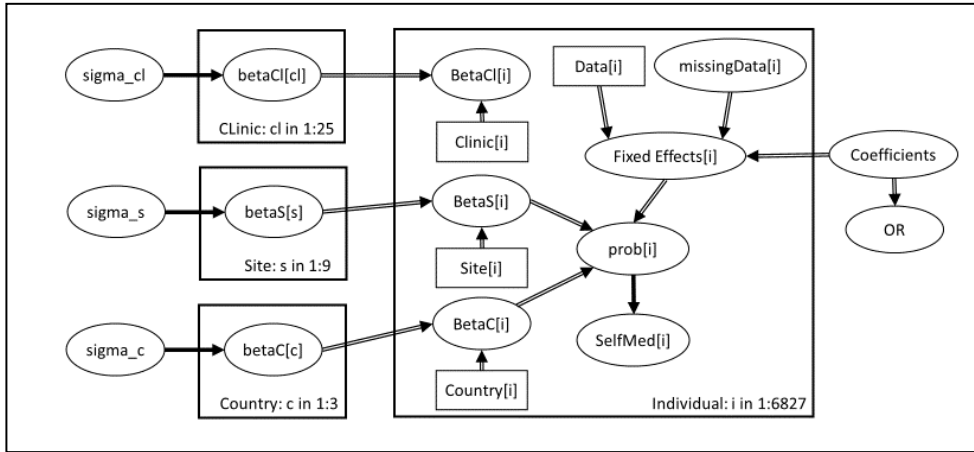 sigma_cl
betaCl[cl]
CLinic: cl in 1:25
BetaCl[i]
Clinic[i]
Data[i]
missingData[i]
Fixed Effects[i]
Coefficients
OR
sigma_s
betaS[s]
Site: s in 1:9
BetaS[i]
Site[i]
prob[i]
sigma_c
betaC[c]
Country: c in 1:3
BetaC[i]
Country[i]
SelfMed[i]
Individual: i in 1:6827